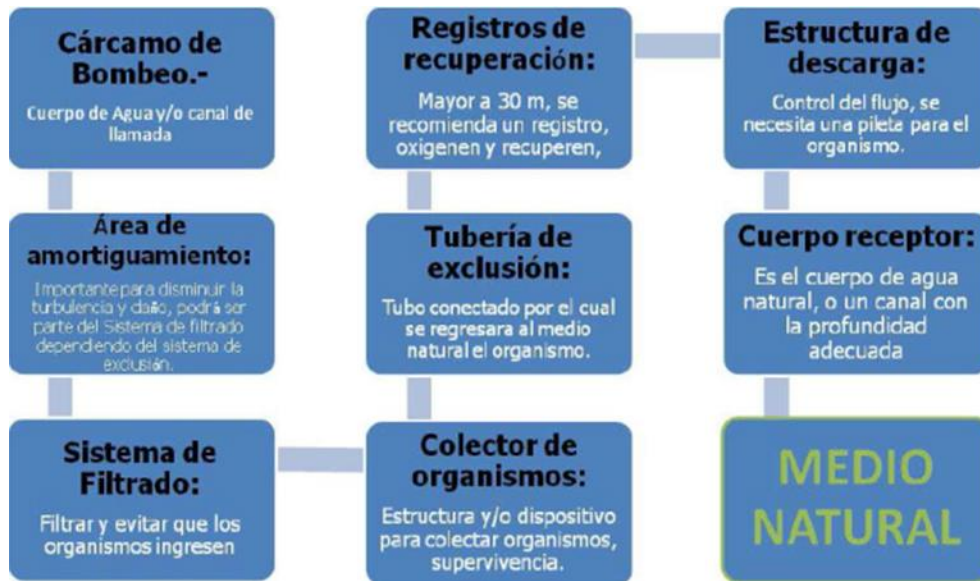 Cárcamo de
Bombeo.-
Cuerpo de Agua y/o canal de
llamada
Área de
amortiguamiento:
Importante para disminuir la
turbulencia y daño, podrá ser
parte del Sistema de filtrado
dependiendo del sistema de
exclusión.
Sistema de
Filtrado:
Filtrar y evitar que los
organismos ingresen
Colector de
organismos:
Estructura y/o dispositivo
para colectar organismos,
supervivencia.
Tubería de
exclusión:
Tubo conectado por el cual
se regresara al medio
natural el organismo.
Registros de
recuperación:
Mayor a 30 m, se
recomienda un registro,
oxigenen y recuperen,
Estructura de
descarga:
Control del flujo, se
necesita una pileta para el
organismo.
Cuerpo receptor:
Es el cuerpo de agua
natural, o un canal con
la profundidad
adecuada
MEDIO
NATURAL